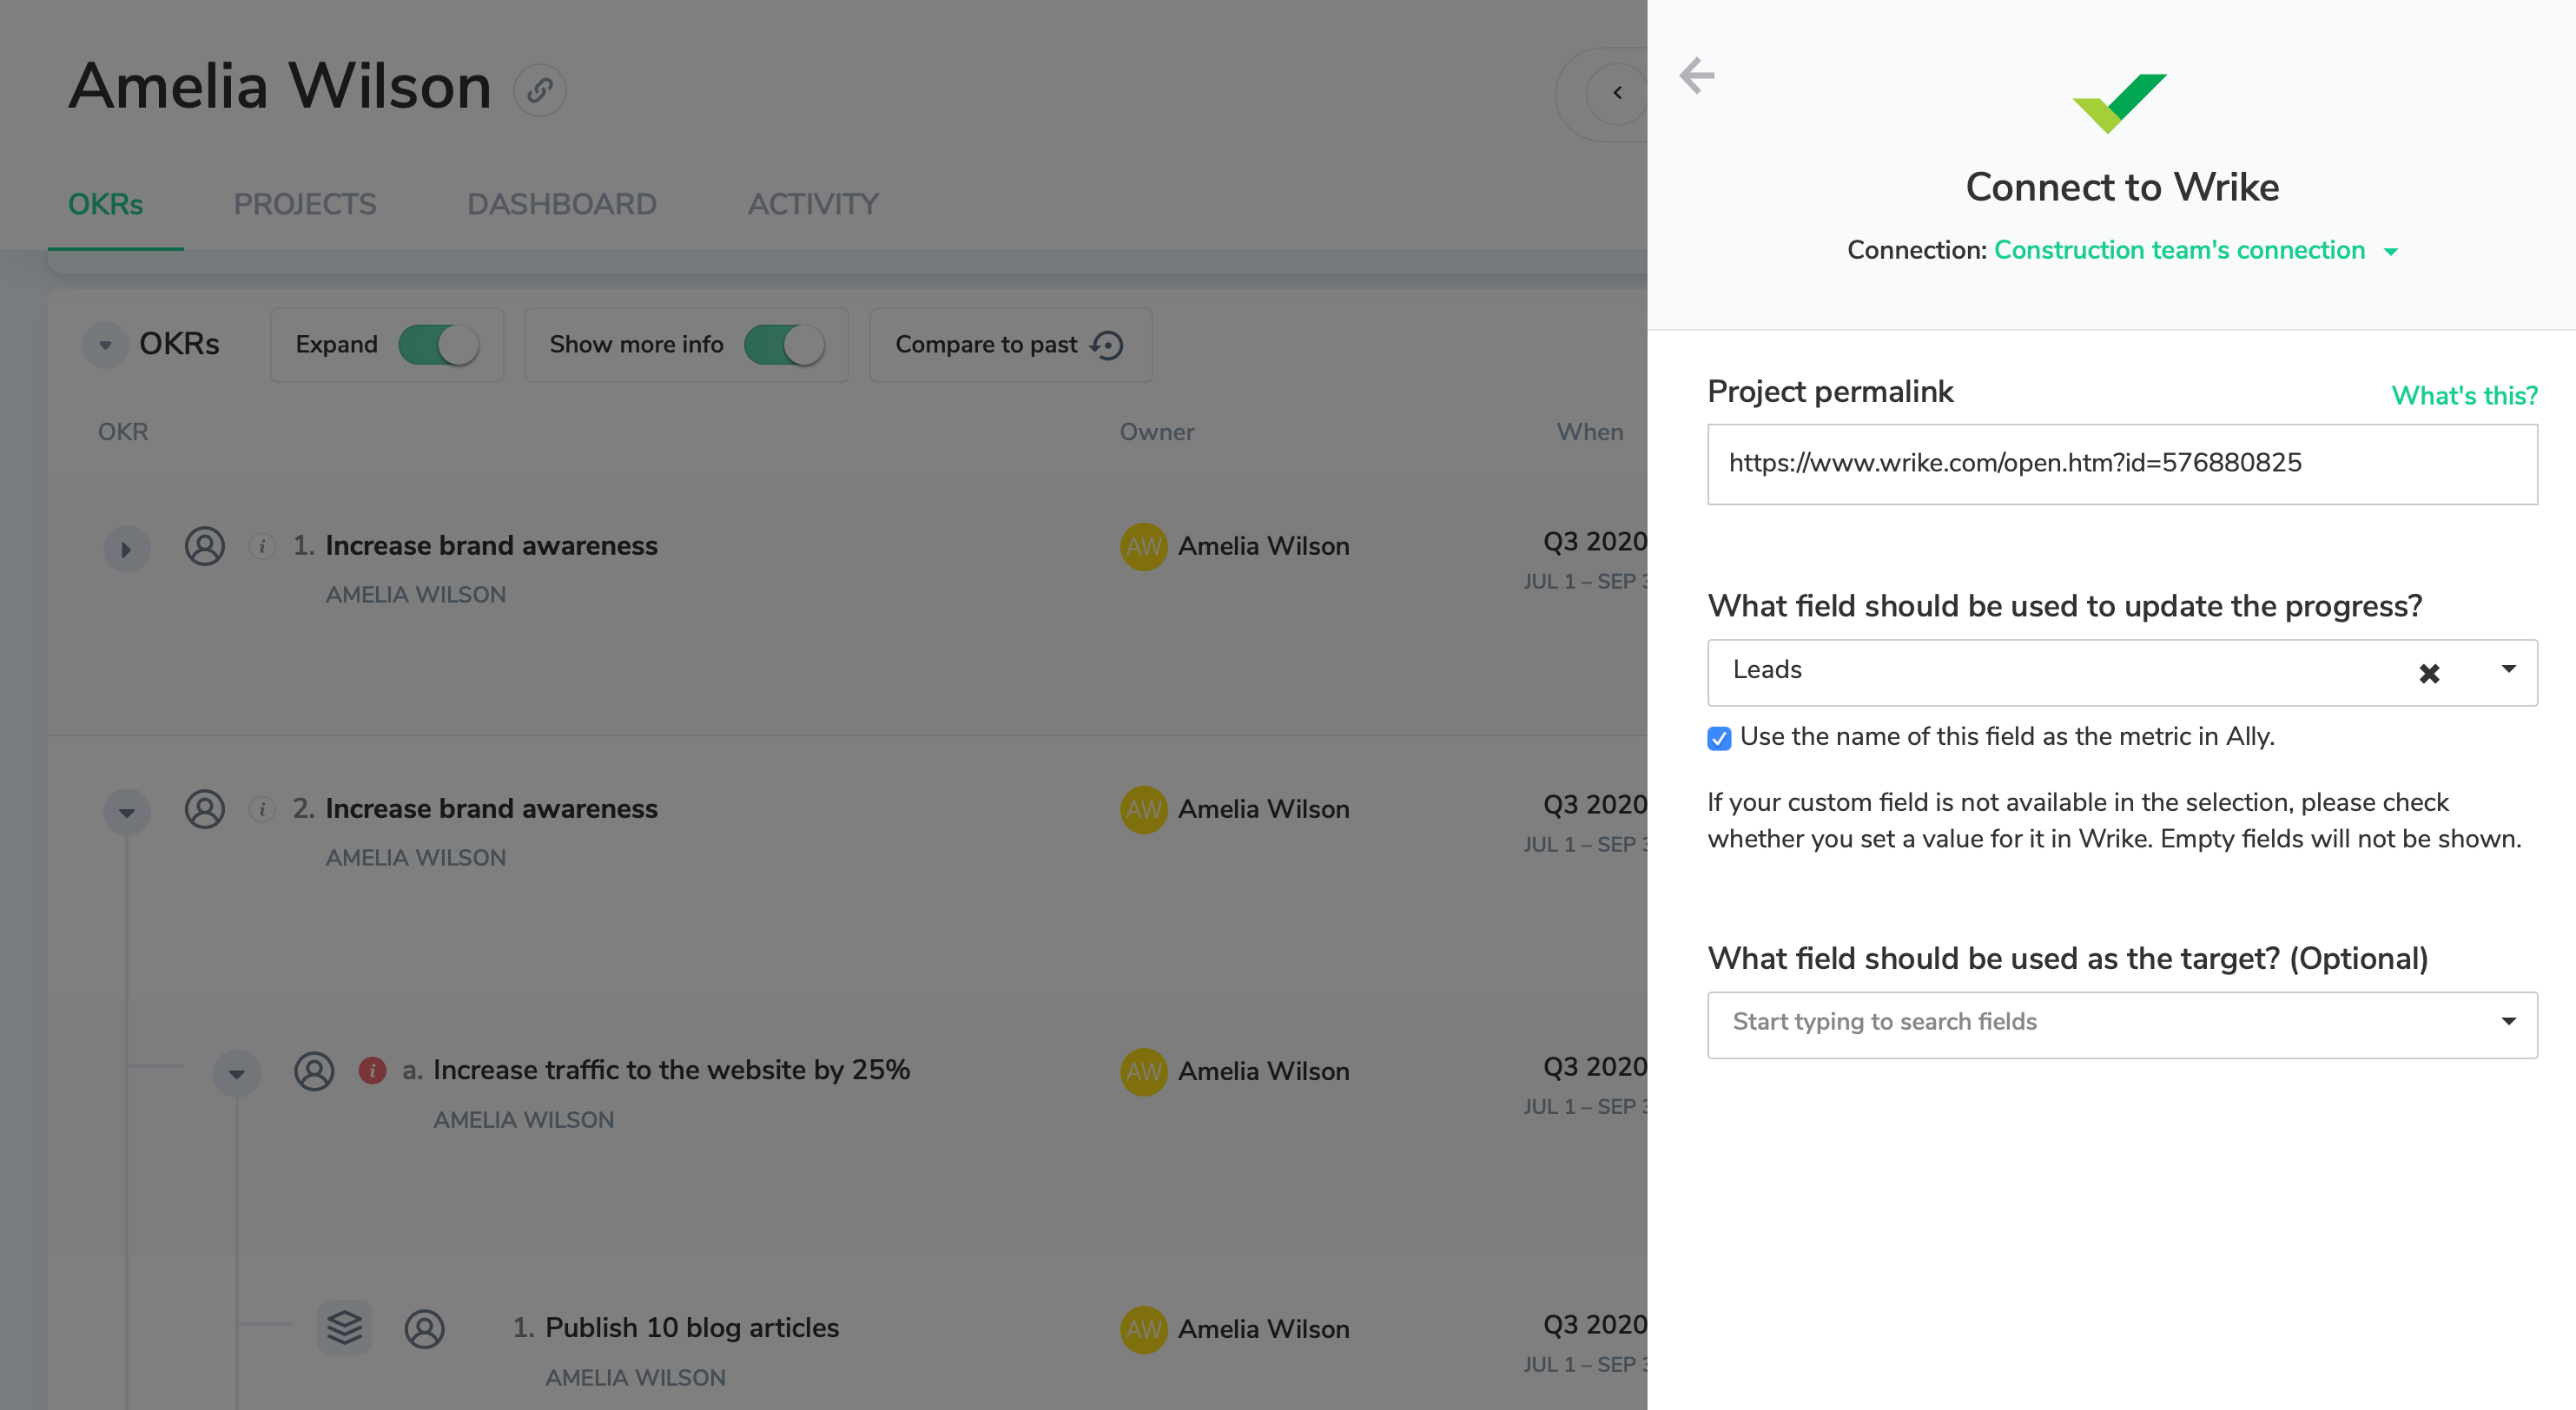 Amelia Wilson
OKRs PROJECTS DASHBOARD ACTIVITY
OKRs Expand Show more info Compare to past
OKR Owner When
1. Increase brand awareness AW Amelia Wilson Q3 2020
AMELIA WILSON JUL 1 – SEP
2. Increase brand awareness AW Amelia Wilson Q3 2020
AMELIA WILSON JUL 1 – SEP
a. Increase traffic to the website by 25% AW Amelia Wilson Q3 2020
AMELIA WILSON JUL 1 – SEP
1. Publish 10 blog articles AW Amelia Wilson Q3 2020
AMELIA WILSON JUL 1 – SEP
Connect to Wrike
Connection: Construction team's connection
Project permalink What's this?
https://www.wrike.com/open.htm?id=576880825
What field should be used to update the progress?
Leads
Use the name of this field as the metric in Ally.
If your custom field is not available in the selection, please check
whether you set a value for it in Wrike. Empty fields will not be shown.
What field should be used as the target? (Optional)
Start typing to search fields